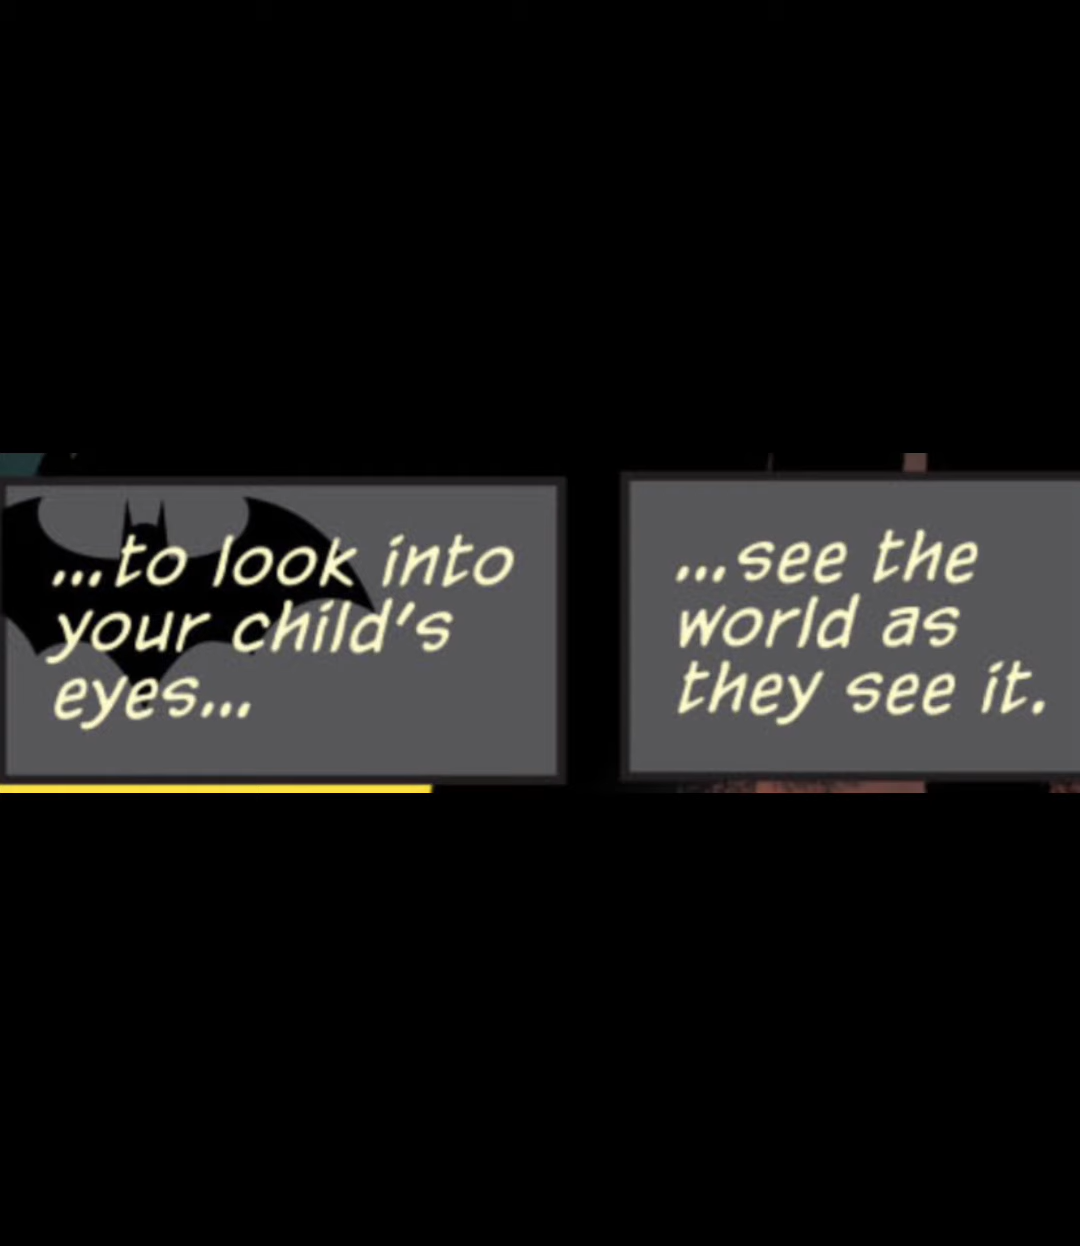 ...to look into
your child's
eyes...
...see the
world as
they see it.